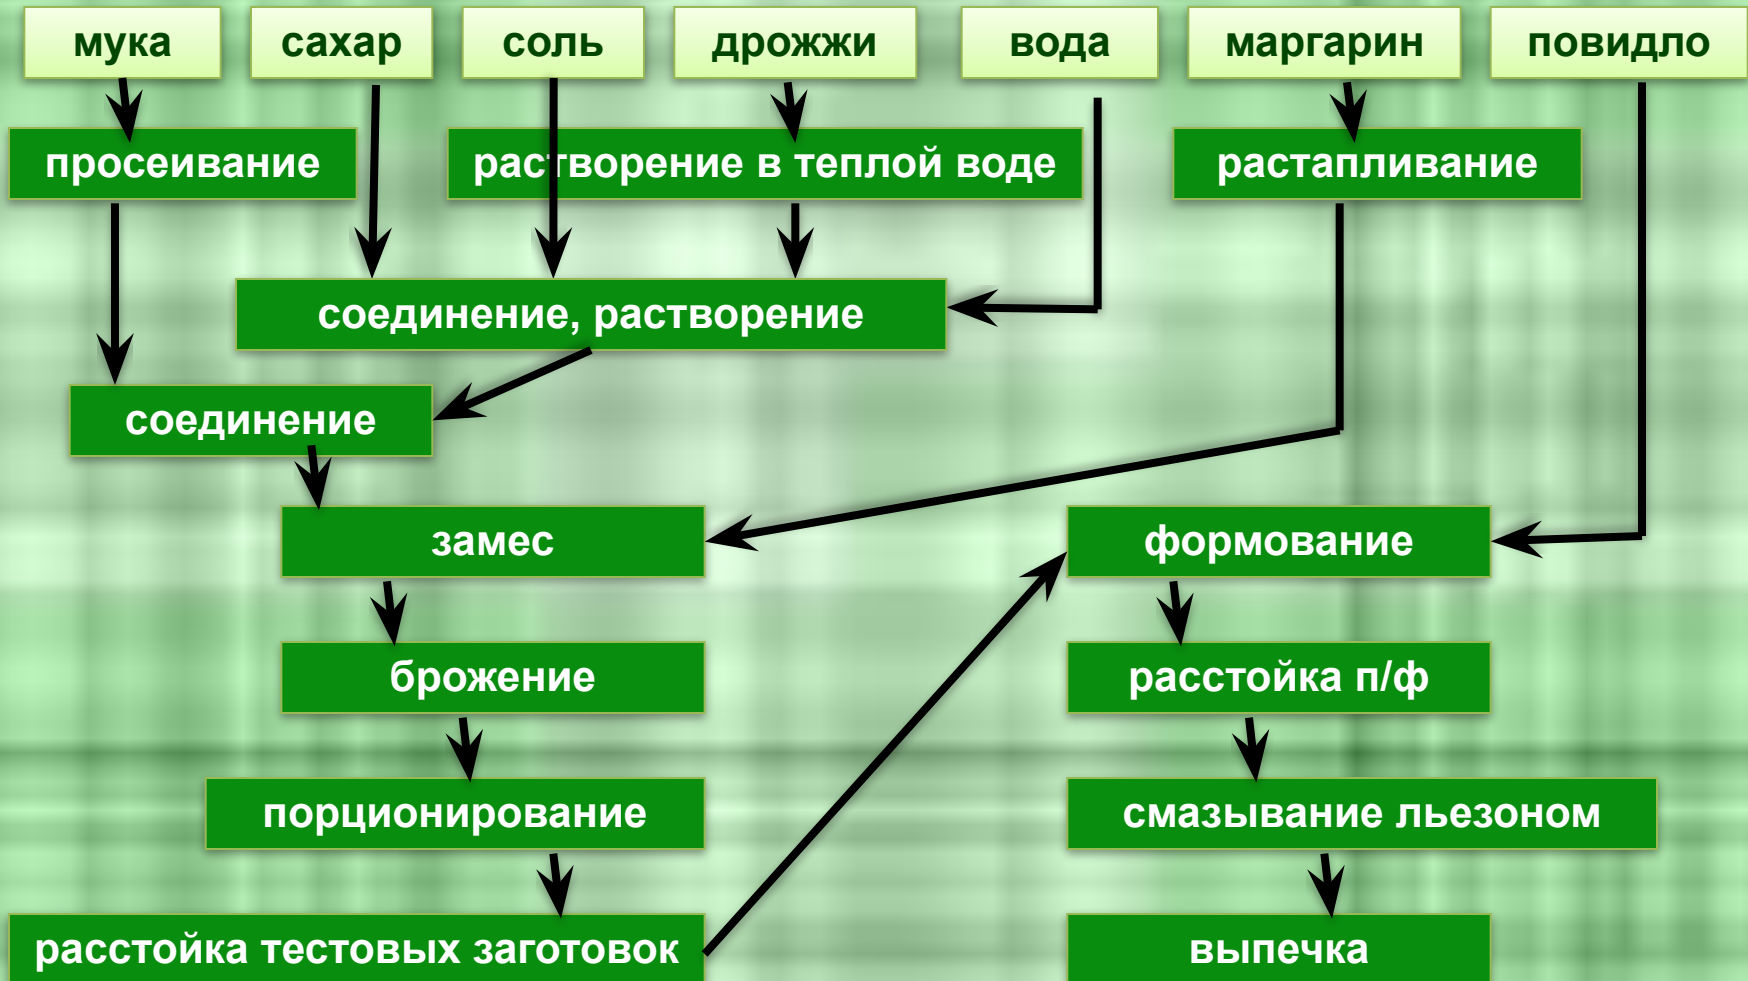 мука
сахар
соль
дрожжи
вода
маргарин
повидло
просеивание
растворение в теплой воде
растапливание
соединение, растворение
соединение
замес
формование
брожение
расстойка п/ф
порционирование
смазывание льезоном
расстойка тестовых заготовок
выпечка